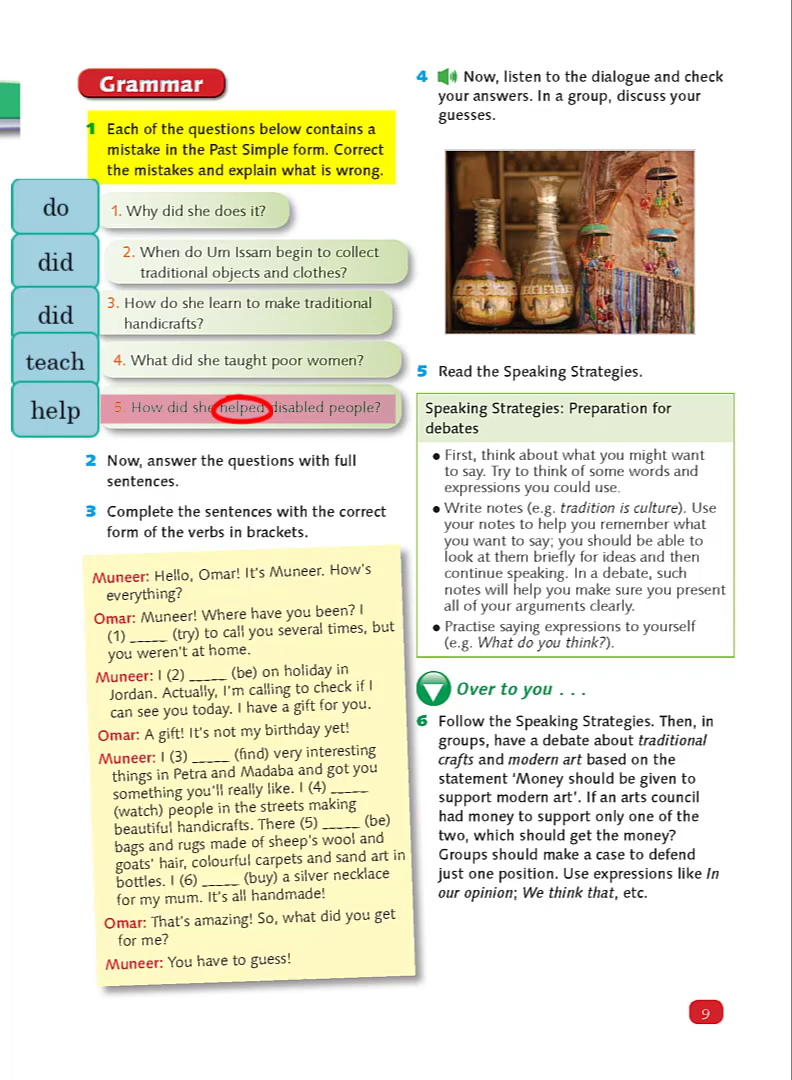 Grammar
1 Each of the questions below contains a
mistake in the Past Simple form. Correct
the mistakes and explain what is wrong.
do
1. Why did she does it?
did
2. When do Um Issam begin to collect
traditional objects and clothes?
did
3. How do she learn to make traditional
handicrafts?
teach
4. What did she taught poor women?
help
5. How did she helped disabled people?
2 Now, answer the questions with full
sentences.
3 Complete the sentences with the correct
form of the verbs in brackets.
Muneer: Hello, Omar! It's Muneer. How's
everything?
Omar: Muneer! Where have you been? I
(1) _____ (try) to call you several times, but
you weren't at home.
Muneer: I (2) _____ (be) on holiday in
Jordan. Actually, I'm calling to check if I
can see you today. I have a gift for you.
Omar: A gift! It's not my birthday yet!
Muneer: I (3) _____ (find) very interesting
things in Petra and Madaba and got you
something you'll really like. I (4) _____
(watch) people in the streets making
beautiful handicrafts. There (5) _____ (be)
bags and rugs made of sheep's wool and
goats' hair, colourful carpets and sand art in
bottles. I (6) _____ (buy) a silver necklace
for my mum. It's all handmade!
Omar: That's amazing! So, what did you get
for me?
Muneer: You have to guess!
4 Now, listen to the dialogue and check
your answers. In a group, discuss your
guesses.
5 Read the Speaking Strategies.
Speaking Strategies: Preparation for
debates
• First, think about what you might want
to say. Try to think of some words and
expressions you could use.
• Write notes (e.g. tradition is culture). Use
your notes to help you remember what
you want to say; you should be able to
look at them briefly for ideas and then
continue speaking. In a debate, such
notes will help you make sure you present
all of your arguments clearly.
• Practise saying expressions to yourself
(e.g. What do you think?).
Over to you . . .
6 Follow the Speaking Strategies. Then, in
groups, have a debate about traditional
crafts and modern art based on the
statement 'Money should be given to
support modern art'. If an arts council
had money to support only one of the
two, which should get the money?
Groups should make a case to defend
just one position. Use expressions like In
our opinion; We think that, etc.
9